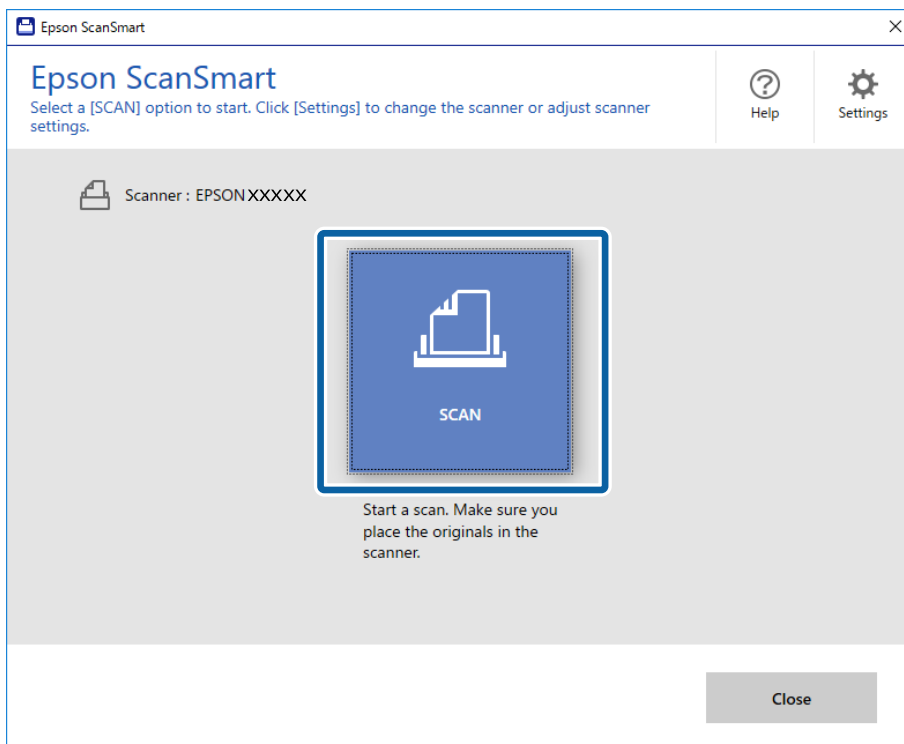 Epson ScanSmart
Epson ScanSmart
Select a [SCAN] option to start. Click [Settings] to change the scanner or adjust scanner
settings.
Help
Settings
Scanner : EPSON XXXXX
SCAN
Start a scan. Make sure you
place the originals in the
scanner.
Close